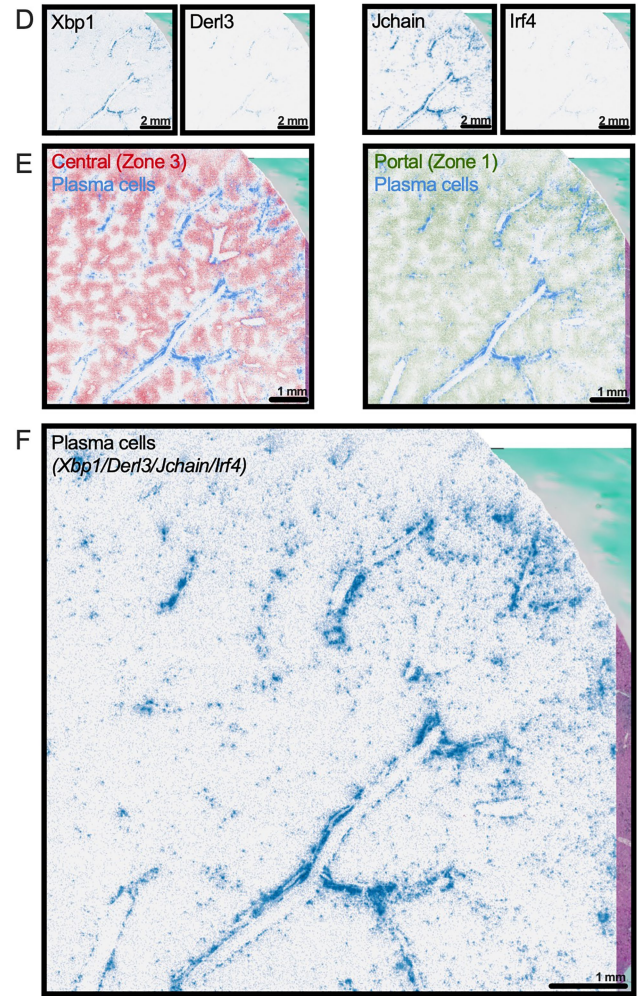 D
Xbp1
Derl3
Jchain
Irf4
2 mm
2 mm
2 mm
2 mm
E
Central (Zone 3)
Plasma cells
Portal (Zone 1)
Plasma cells
1 mm
1 mm
F
Plasma cells
(Xbp1/Derl3/Jchain/Irf4)
1 mm